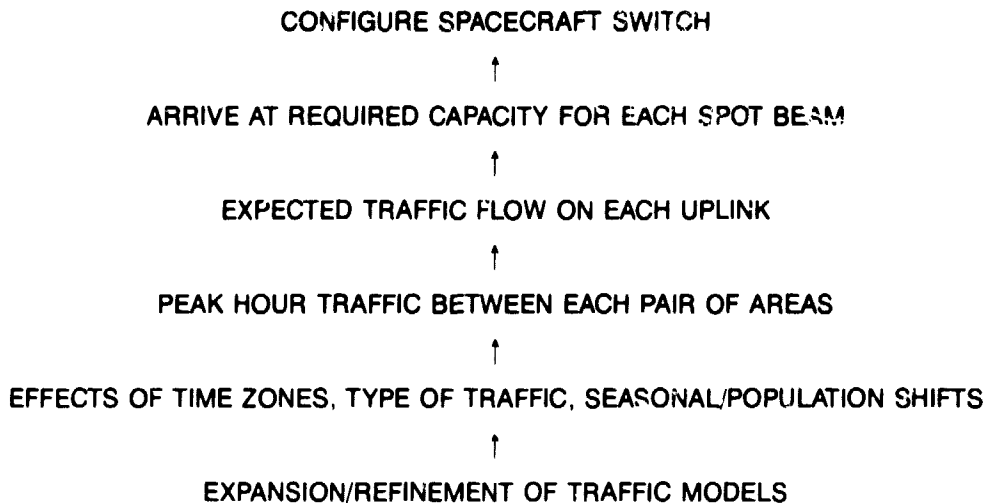 CONFIGURE SPACECRAFT SWITCH
ARRIVE AT REQUIRED CAPACITY FOR EACH SPOT BEAM
EXPECTED TRAFFIC FLOW ON EACH UPLINK
PEAK HOUR TRAFFIC BETWEEN EACH PAIR OF AREAS
EFFECTS OF TIME ZONES, TYPE OF TRAFFIC, SEASONAL/POPULATION SHIFTS
EXPANSION/REFINEMENT OF TRAFFIC MODELS